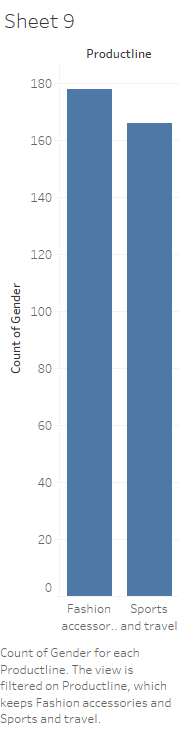 Sheet 9
Productline
180
160
140
120
100
80
60
40
20
0
Count of Gender
Fashion accessor..
Sports and travel
Count of Gender for each
Productline. The view is
filtered on Productline, which
keeps Fashion accessories and
Sports and travel.